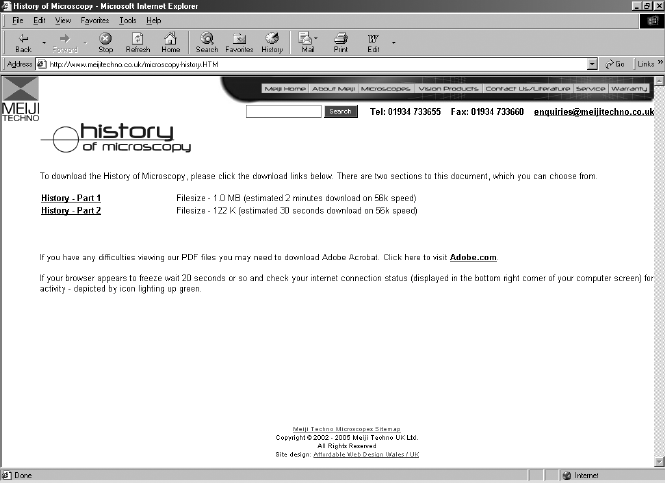 History of Microscopy - Microsoft Internet Explorer
File Edit View Favorites Tools Help
Back Forward Stop Refresh Home Search Favorites History Mail Print Edit
Address http://www.meijitechno.co.uk/microscopy-history.HTM Go Links »
Meiji Home About Meiji Microscopes Vision Products Contact Us/Literature Service Warranty
MEIJI
TECHNO
Search Tel: 01934 733655 Fax: 01934 733660 enquiries@meijitechno.co.uk
history
of microscopy
To download the History of Microscopy, please click the download links below. There are two sections to this document, which you can choose from.
History - Part 1 Filesize - 1.0 MB (estimated 2 minutes download on 56k speed)
History - Part 2 Filesize - 122 K (estimated 30 seconds download on 56k speed)
If you have any difficulties viewing our PDF files you may need to download Adobe Acrobat. Click here to visit Adobe.com.
If your browser appears to freeze wait 20 seconds or so and check your internet connection status (displayed in the bottom right corner of your computer screen) for
activity - depicted by icon lighting up green.
Meiji Techno Microscopes Sitemap
Copyright © 2002 - 2005 Meiji Techno UK Ltd.
All Rights Reserved
Site design: Affordable Web Design Wales / UK
Done Internet